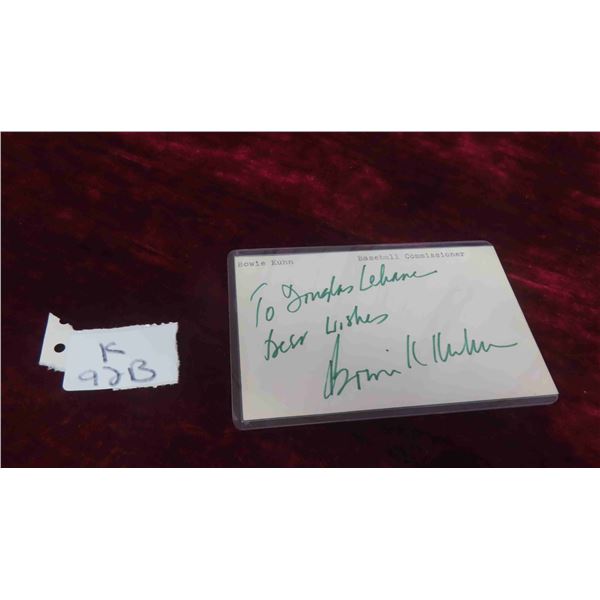 Bowie Kuhn Baseball Commissioner
To Douglas Lehane
Best Wishes
Bowie K Kuhn
K
92B